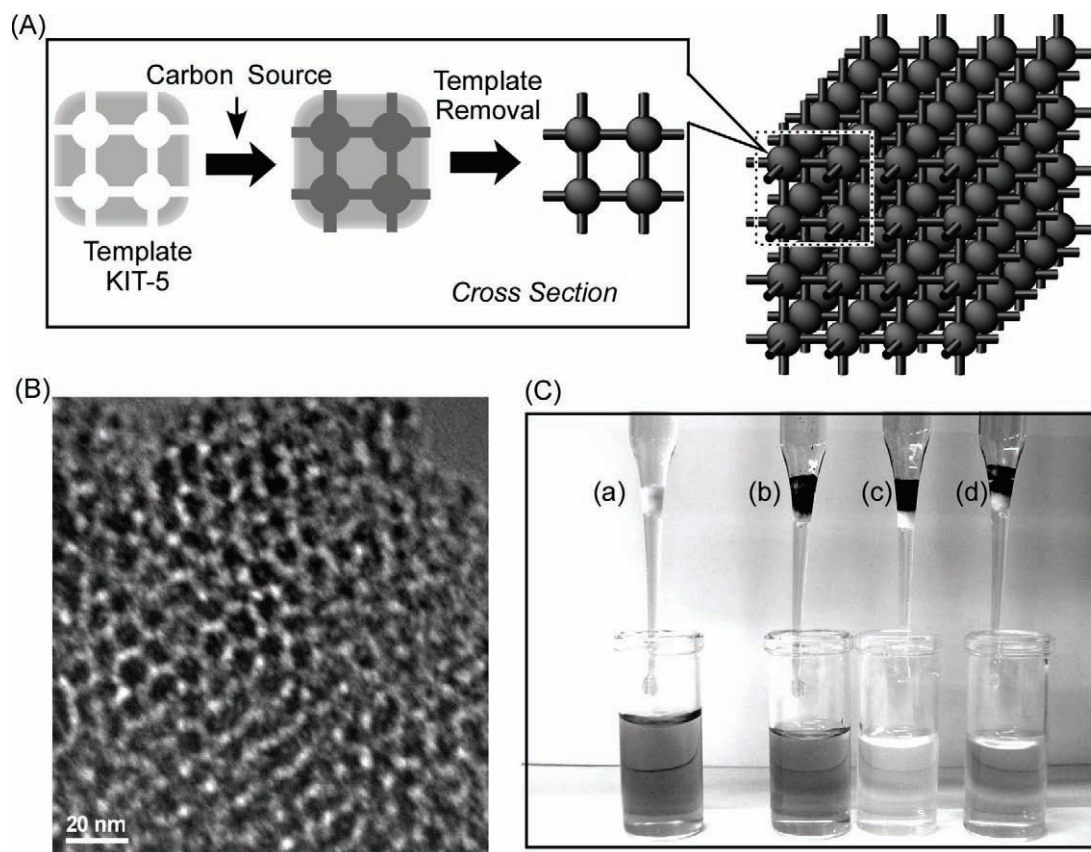 (A)
Carbon Source
Template
Removal
Template
KIT-5
Cross Section
(B)
20 nm
(C)
(a)
(b)
(c)
(d)